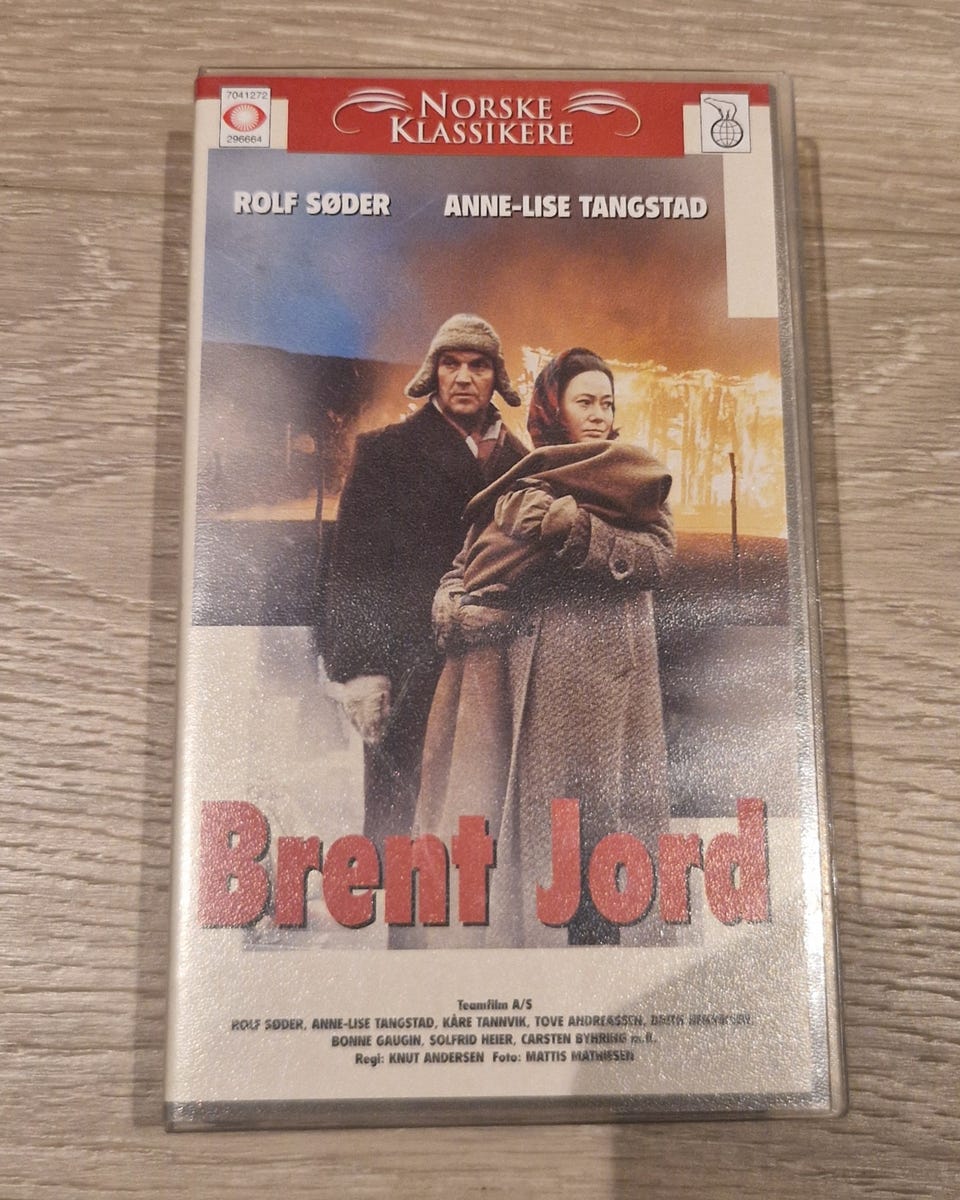 7041272
296664
NORSKE
KLASSIKERE
ROLF SØDER
ANNE-LISE TANGSTAD
Brent Jord
Teamfilm A/S
ROLF SØDER, ANNE-LISE TANGSTAD, KÅRE TANNVIK, TOVE ANDREASSEN,
BONNE GAUGIN, SOLFRID HEIER, CARSTEN BYHRING m.fl.
Regi: KNUT ANDERSEN Foto: MATTIS MATHIESEN